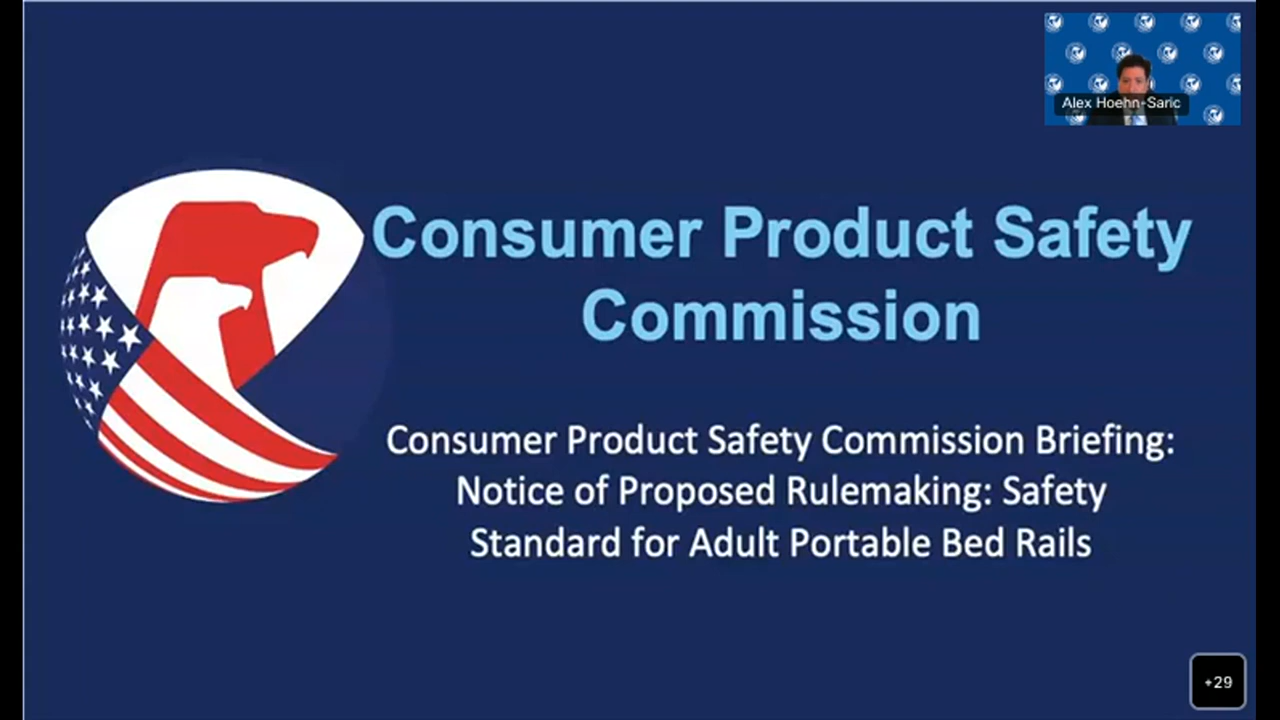 Alex Hoehn-Saric
Consumer Product Safety
Commission
Consumer Product Safety Commission Briefing:
Notice of Proposed Rulemaking: Safety
Standard for Adult Portable Bed Rails
+29